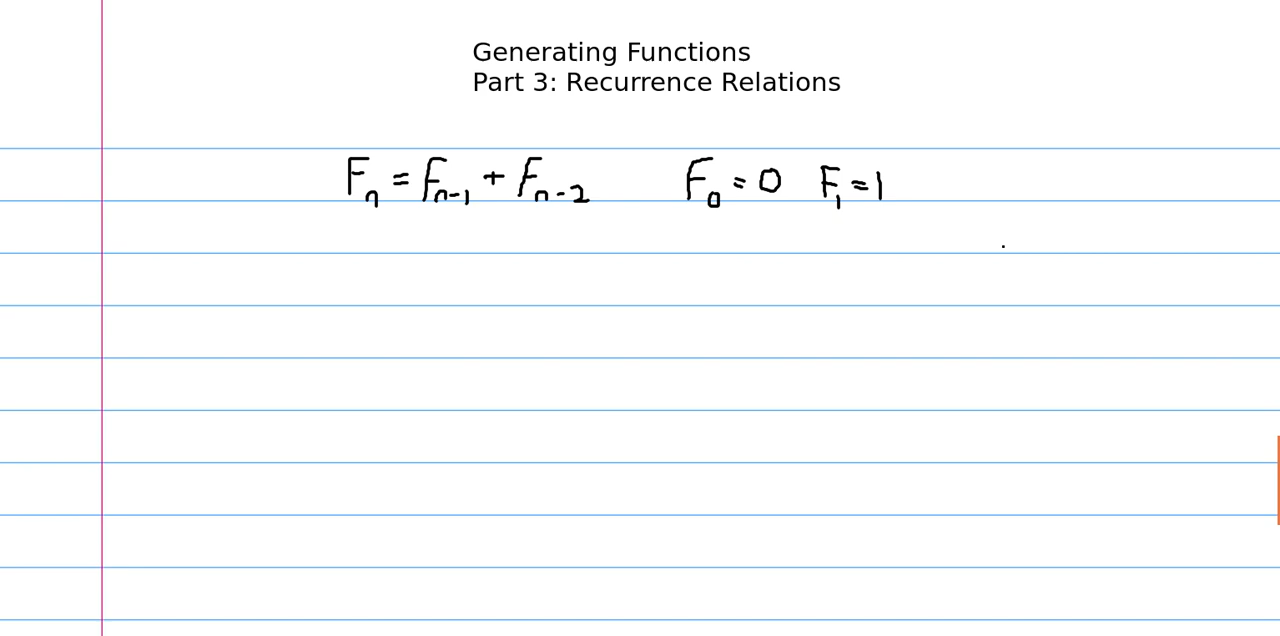 Generating Functions
Part 3: Recurrence Relations
Fₙ = Fₙ₋₁ + Fₙ₋₂ F₀ = 0 F₁ = 1